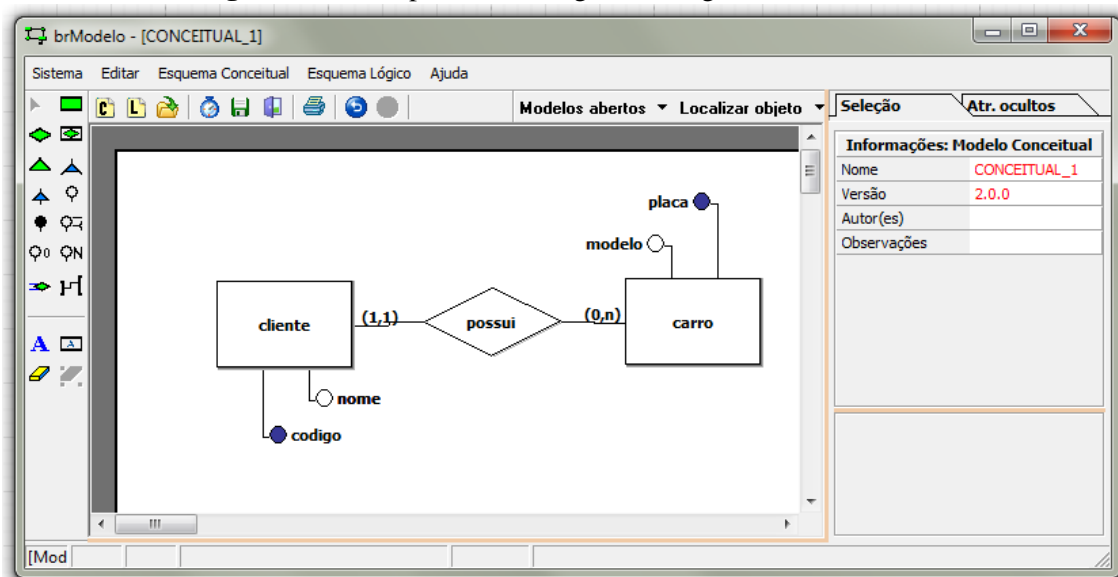 brModelo - [CONCEITUAL_1]
Sistema Editar Esquema Conceitual Esquema Lógico Ajuda
Modelos abertos Localizar objeto
Seleção Atr. ocultos
Informações: Modelo Conceitual
Nome CONCEITUAL_1
Versão 2.0.0
Autor(es)
Observações
placa
modelo
cliente (1,1) possui (0,n) carro
nome
codigo
[Mod